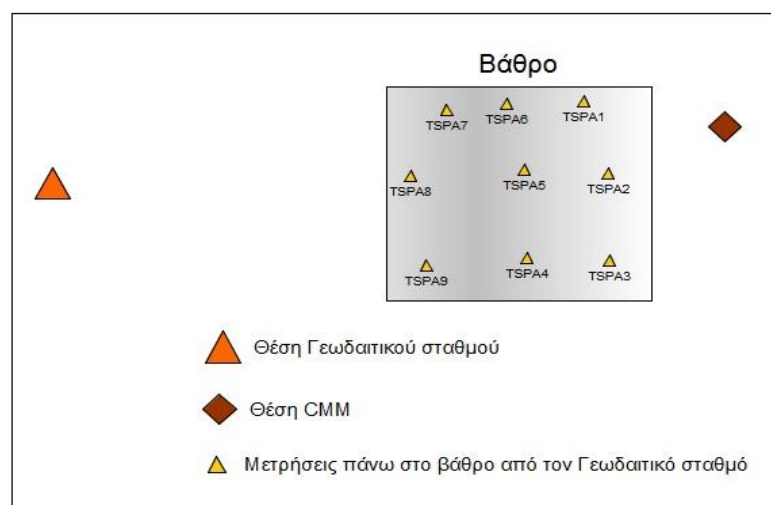 Βάθρο
TSPA7
TSPA6
TSPA1
TSPA8
TSPA5
TSPA2
TSPA9
TSPA4
TSPA3
Θέση Γεωδαιτικού σταθμού
Θέση CMM
Μετρήσεις πάνω στο βάθρο από τον Γεωδαιτικό σταθμό